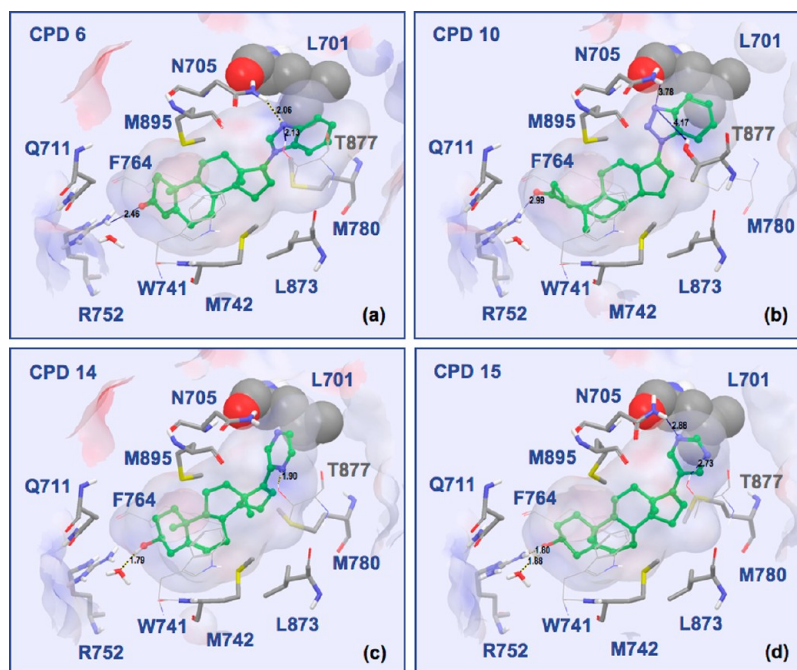 CPD 6
L701
N705
2.06
M895
2.13
T877
Q711
F764
2.46
M780
W741
L873
R752
M742
(a)
CPD 10
L701
N705
3.78
M895
4.17
T877
Q711
F764
2.99
M780
W741
L873
R752
M742
(b)
CPD 14
L701
N705
M895
T877
1.90
Q711
F764
1.79
M780
W741
L873
R752
M742
(c)
CPD 15
L701
N705
2.88
M895
2.73
T877
Q711
F764
1.80
1.88
M780
W741
L873
R752
M742
(d)